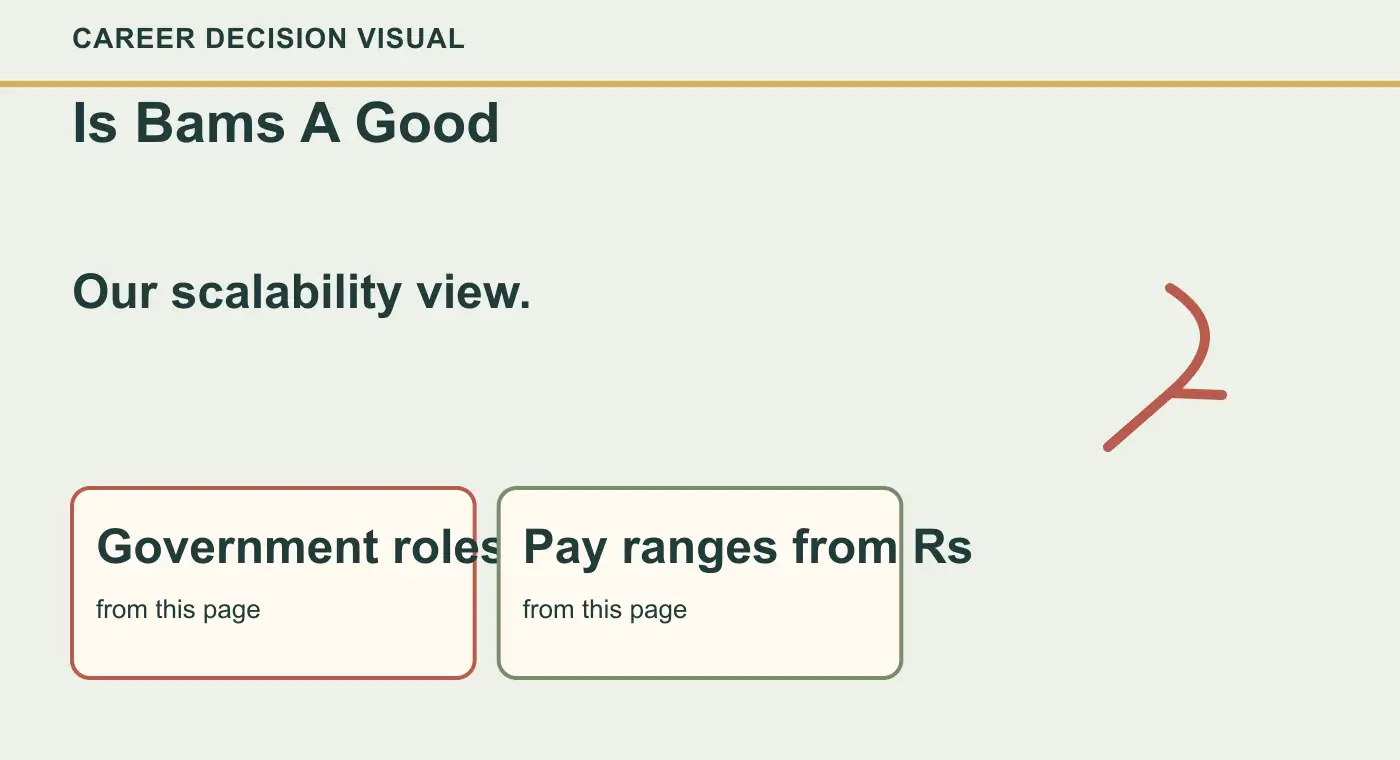 CAREER DECISION VISUAL
Is Bams A Good
Our scalability view.
Government roles
from this page
Pay ranges from Rs
from this page